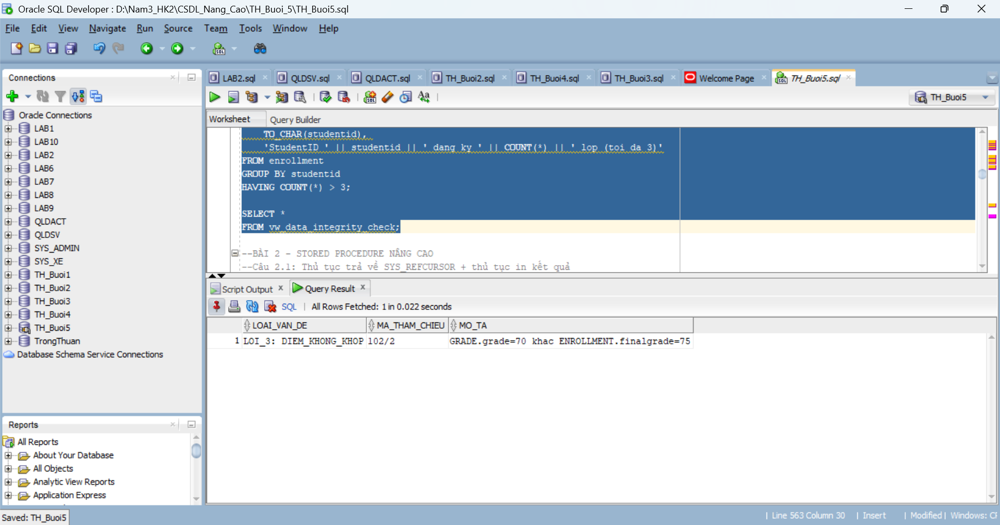 Oracle SQL Developer : D:\Nam3_HK2\CSDL_Nang_Cao\TH_Buoi_5\TH_Buoi5.sql
File Edit View Navigate Run Source Team Tools Window Help
Connections
Oracle Connections
LAB1
LAB10
LAB2
LAB6
LAB7
LAB8
LAB9
QLDACT
QLDSV
SYS_ADMIN
SYS_XE
TH_Buoi1
TH_Buoi2
TH_Buoi3
TH_Buoi4
TH_Buoi5
TrongThuan
Database Schema Service Connections
Reports
All Reports
About Your Database
All Objects
Analytic View Reports
Application Express
LAB2.sql QLDSV.sql QLDACT.sql TH_Buoi2.sql TH_Buoi4.sql TH_Buoi3.sql Welcome Page TH_Buoi5.sql
TH_Buoi5
Worksheet Query Builder
TO_CHAR(studentid),
'StudentID ' || studentid || ' dang ky ' || COUNT(*) || ' lop (toi da 3)'
FROM enrollment
GROUP BY studentid
HAVING COUNT(*) > 3;
SELECT *
FROM vw_data_integrity_check;
--BÀI 2 - STORED PROCEDURE NÂNG CAO
--Câu 2.1: Thủ tục trả về SYS_REFCURSOR + thủ tục in kết quả
Script Output Query Result
SQL All Rows Fetched: 1 in 0.022 seconds
LOAI_VAN_DE MA_THAM_CHIEU MO_TA
1 LOI_3: DIEM_KHONG_KHOP 102/2 GRADE.grade=70 khac ENROLLMENT.finalgrade=75
Saved: TH_Buoi5
Line 563 Column 30 Insert Modified Windows: